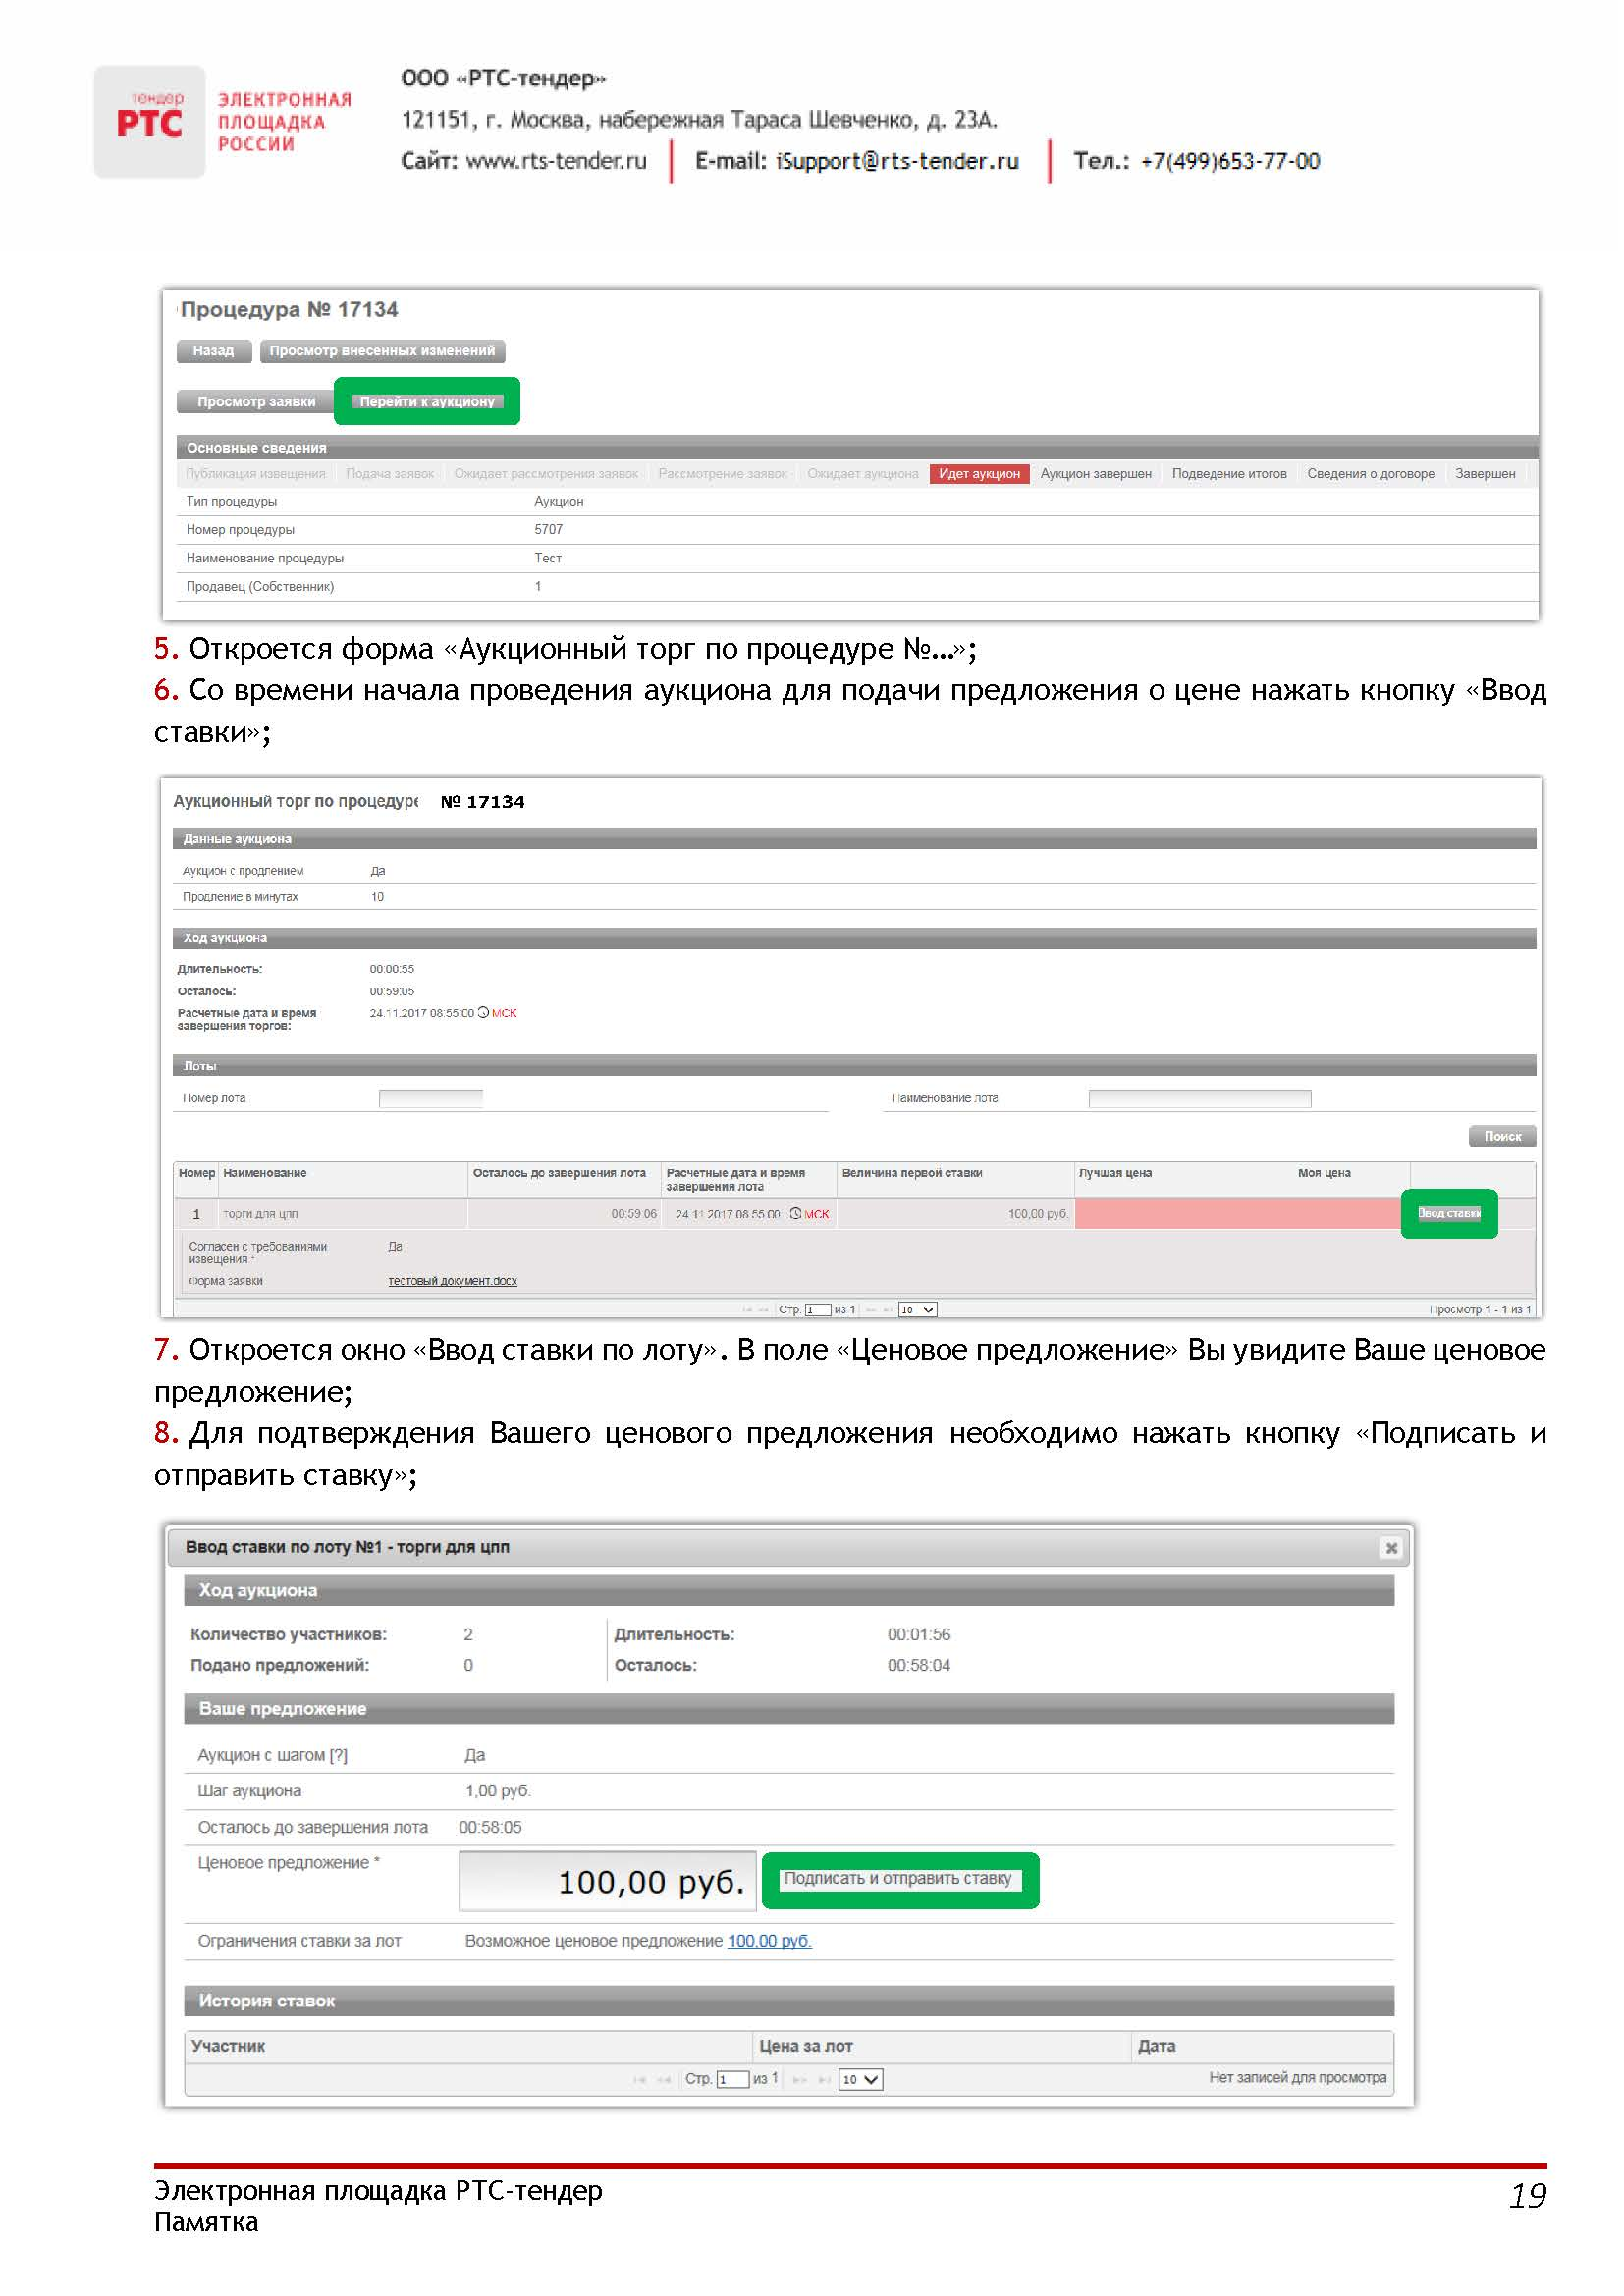 тендер
РТС
ЭЛЕКТРОННАЯ
ПЛОЩАДКА
РОССИИ
ООО «РТС-тендер»
121151, г. Москва, набережная Тараса Шевченко, д. 23А.
Сайт: www.rts-tender.ru E-mail: iSupport@rts-tender.ru Тел.: +7(499)653-77-00
Процедура № 17134
Назад Просмотр внесенных изменений
Просмотр заявки Перейти к аукциону
Основные сведения
Публикация извещения Подача заявок Ожидает рассмотрения заявок Рассмотрение заявок Ожидает аукциона Идет аукцион Аукцион завершен Подведение итогов Сведения о договоре Завершен
Тип процедуры Аукцион
Номер процедуры 5707
Наименование процедуры Тест
Продавец (Собственник) 1
5. Откроется форма «Аукционный торг по процедуре №…»;
6. Со времени начала проведения аукциона для подачи предложения о цене нажать кнопку «Ввод
ставки»;
Аукционный торг по процедуре № 17134
Данные аукциона
Аукцион с продлением Да
Продление в минутах 10
Ход аукциона
Длительность: 00:00:55
Осталось: 00:59:05
Расчетные дата и время 24.11.2017 08:55:00 МСК
завершения торгов:
Лоты
Номер лота Наименование лота
Поиск
Номер Наименование Осталось до завершения лота Расчетные дата и время Величина первой ставки Лучшая цена Моя цена
завершения лота
1 торги для цпп 00:59:06 24.11.2017 08:55:00 МСК 100,00 руб. Ввод ставки
Согласен с требованиями Да
извещения *
Форма заявки тестовый документ.docx
Стр. 1 из 1 10 Просмотр 1 - 1 из 1
7. Откроется окно «Ввод ставки по лоту». В поле «Ценовое предложение» Вы увидите Ваше ценовое
предложение;
8. Для подтверждения Вашего ценового предложения необходимо нажать кнопку «Подписать и
отправить ставку»;
Ввод ставки по лоту №1 - торги для цпп
Ход аукциона
Количество участников: 2 Длительность: 00:01:56
Подано предложений: 0 Осталось: 00:58:04
Ваше предложение
Аукцион с шагом [?] Да
Шаг аукциона 1,00 руб.
Осталось до завершения лота 00:58:05
Ценовое предложение * 100,00 руб. Подписать и отправить ставку
Ограничения ставки за лот Возможное ценовое предложение 100,00 руб.
История ставок
Участник Цена за лот Дата
Стр. 1 из 1 10 Нет записей для просмотра
Электронная площадка РТС-тендер 19
Памятка